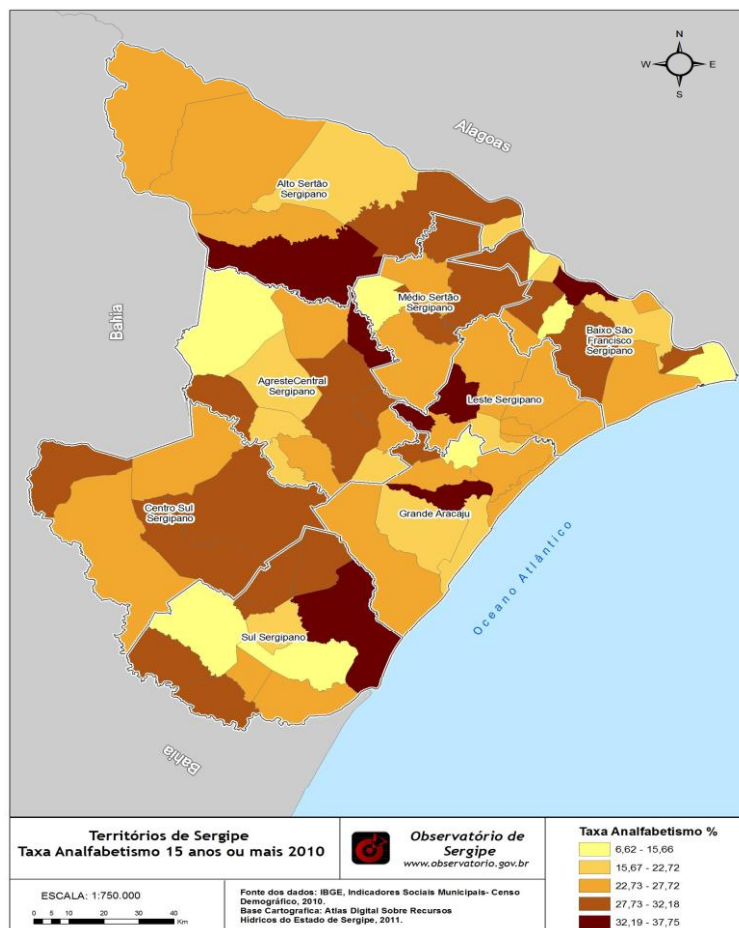 N
W E
S
Alagoas
Alto Sertão
Sergipano
Bahia
Médio Sertão
Sergipano
Baixo São
Francisco
Sergipano
AgresteCentral
Sergipano
Leste Sergipano
Centro Sul
Sergipano
Grande Aracaju
Oceano Atlântico
Sul Sergipano
Bahia
Territórios de Sergipe
Taxa Analfabetismo 15 anos ou mais 2010
Observatório de
Sergipe
www.observatorio.gov.br
Taxa Analfabetismo %
6,62 - 15,66
15,67 - 22,72
22,73 - 27,72
27,73 - 32,18
32,19 - 37,75
ESCALA: 1:750.000
0 5 10 20 30 40
Km
Fonte dos dados: IBGE, Indicadores Sociais Municipais- Censo
Demográfico, 2010.
Base Cartografica: Atlas Digital Sobre Recursos
Hídricos do Estado de Sergipe, 2011.